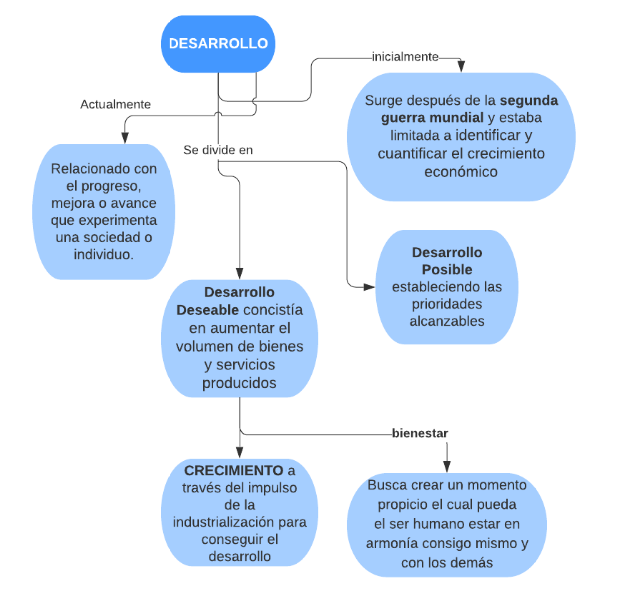 DESARROLLO
inicialmente
Surge después de la segunda
guerra mundial y estaba
limitada a identificar y
cuantificar el crecimiento
económico
Actualmente
Relacionado con
el progreso,
mejora o avance
que experimenta
una sociedad o
individuo.
Se divide en
Desarrollo
Posible
estableciendo las
prioridades
alcanzables
Desarrollo
Deseable concistía
en aumentar el
volumen de bienes
y servicios
producidos
bienestar
CRECIMIENTO a
través del impulso
de la
industrialización para
conseguir el
desarrollo
Busca crear un momento
propicio el cual pueda
el ser humano estar en
armonía consigo mismo y
con los demás